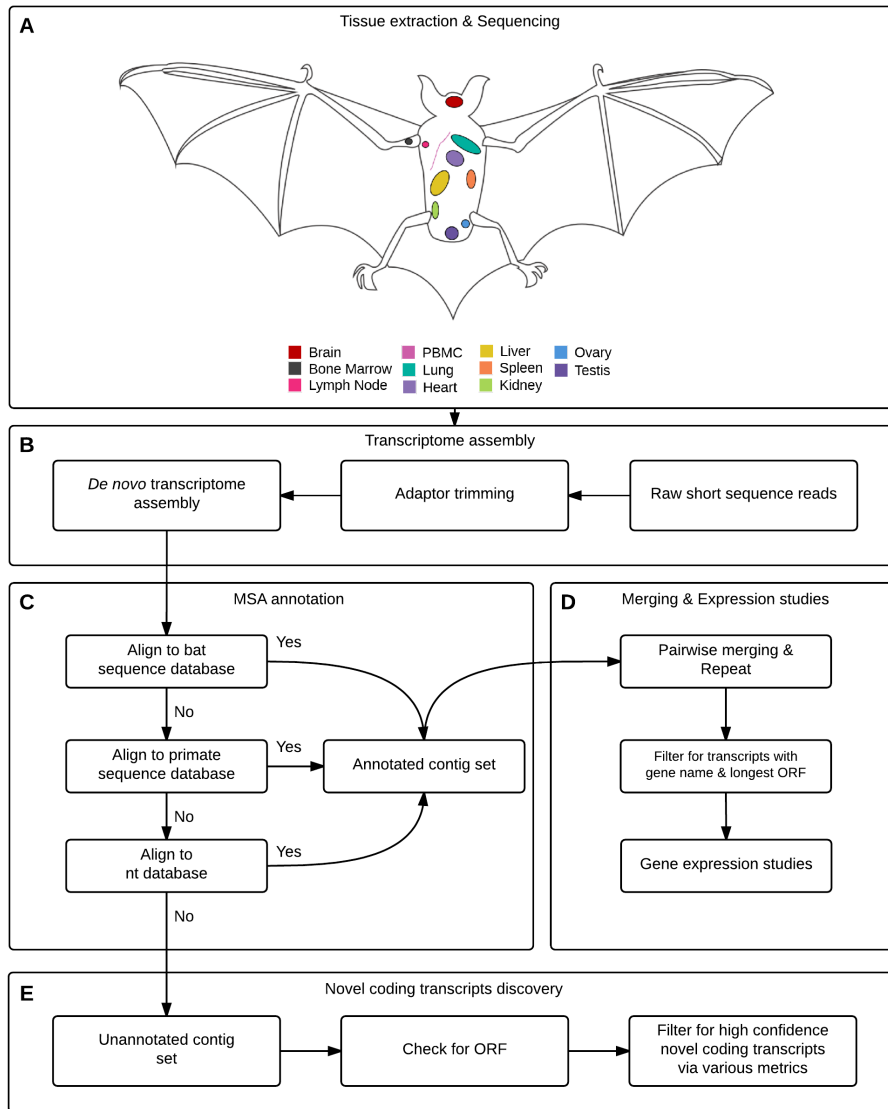 A
Tissue extraction & Sequencing
Brain
Bone Marrow
Lymph Node
PBMC
Lung
Heart
Liver
Spleen
Kidney
Ovary
Testis
B
Transcriptome assembly
De novo transcriptome
assembly
Adaptor trimming
Raw short sequence reads
C
MSA annotation
Align to bat
sequence database
Yes
No
Align to primate
sequence database
Yes
Annotated contig set
No
Align to
nt database
Yes
No
D
Merging & Expression studies
Pairwise merging &
Repeat
Filter for transcripts with
gene name & longest ORF
Gene expression studies
E
Novel coding transcripts discovery
Unannotated contig
set
Check for ORF
Filter for high confidence
novel coding transcripts
via various metrics